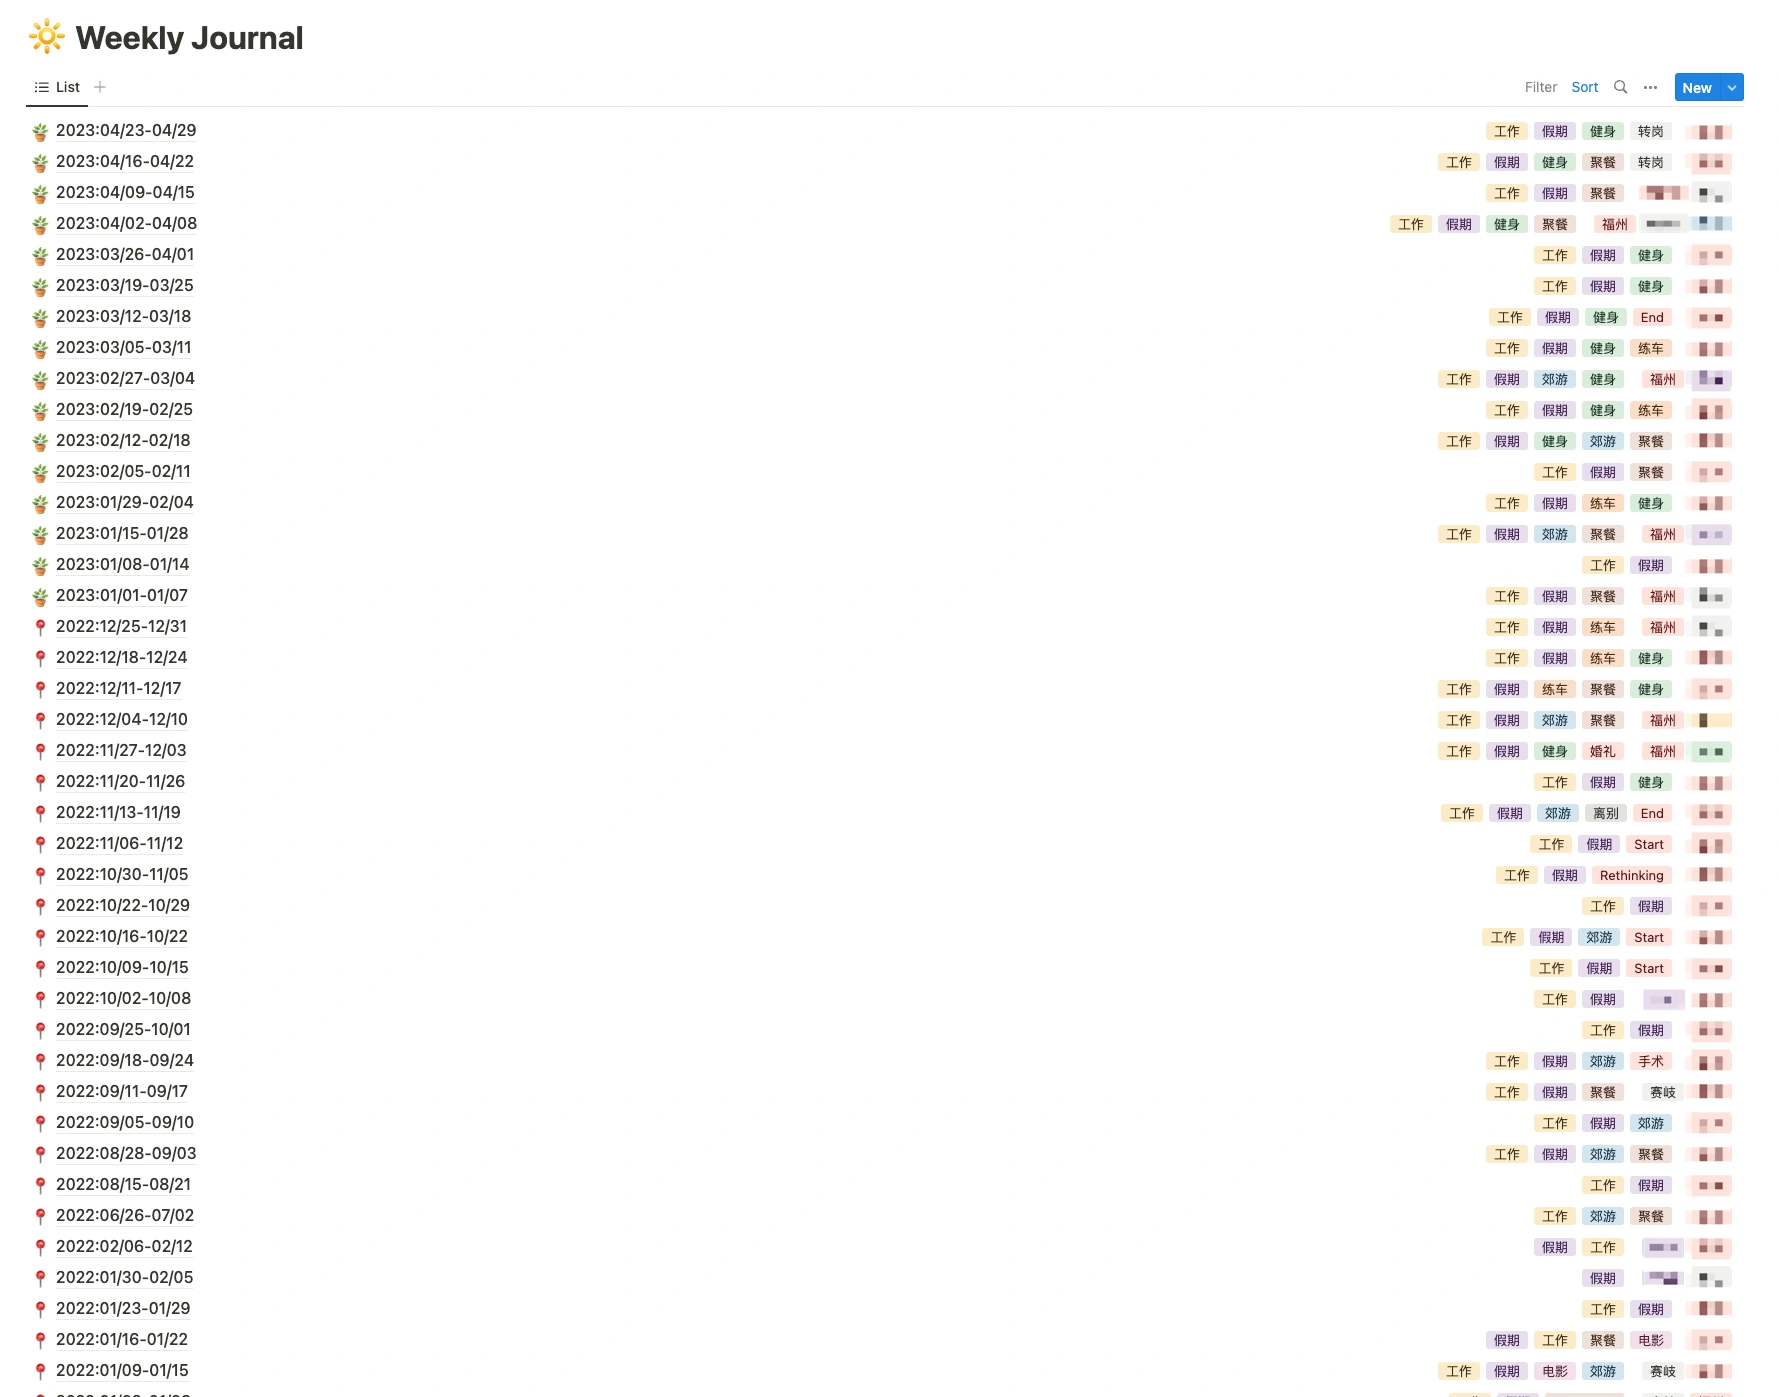 Weekly Journal
List
Filter Sort New
2023:04/23-04/29 工作 假期 健身 转岗
2023:04/16-04/22 工作 假期 健身 聚餐 转岗
2023:04/09-04/15 工作 假期 聚餐
2023:04/02-04/08 工作 假期 健身 聚餐 福州
2023:03/26-04/01 工作 假期 健身
2023:03/19-03/25 工作 假期 健身
2023:03/12-03/18 工作 假期 健身 End
2023:03/05-03/11 工作 假期 健身 练车
2023:02/27-03/04 工作 假期 郊游 健身 福州
2023:02/19-02/25 工作 假期 健身 练车
2023:02/12-02/18 工作 假期 健身 郊游 聚餐
2023:02/05-02/11 工作 假期 聚餐
2023:01/29-02/04 工作 假期 练车 健身
2023:01/15-01/28 工作 假期 郊游 聚餐 福州
2023:01/08-01/14 工作 假期
2023:01/01-01/07 工作 假期 聚餐 福州
2022:12/25-12/31 工作 假期 练车 福州
2022:12/18-12/24 工作 假期 练车 健身
2022:12/11-12/17 工作 假期 练车 聚餐 健身
2022:12/04-12/10 工作 假期 郊游 聚餐 福州
2022:11/27-12/03 工作 假期 健身 婚礼 福州
2022:11/20-11/26 工作 假期 健身
2022:11/13-11/19 工作 假期 郊游 离别 End
2022:11/06-11/12 工作 假期 Start
2022:10/30-11/05 工作 假期 Rethinking
2022:10/22-10/29 工作 假期
2022:10/16-10/22 工作 假期 郊游 Start
2022:10/09-10/15 工作 假期 Start
2022:10/02-10/08 工作 假期
2022:09/25-10/01 工作 假期
2022:09/18-09/24 工作 假期 郊游 手术
2022:09/11-09/17 工作 假期 聚餐 赛岐
2022:09/05-09/10 工作 假期 郊游
2022:08/28-09/03 工作 假期 郊游 聚餐
2022:08/15-08/21 工作 假期
2022:06/26-07/02 工作 郊游 聚餐
2022:02/06-02/12 假期 工作
2022:01/30-02/05 假期
2022:01/23-01/29 工作 假期
2022:01/16-01/22 假期 工作 聚餐 电影
2022:01/09-01/15 工作 假期 电影 郊游 赛岐